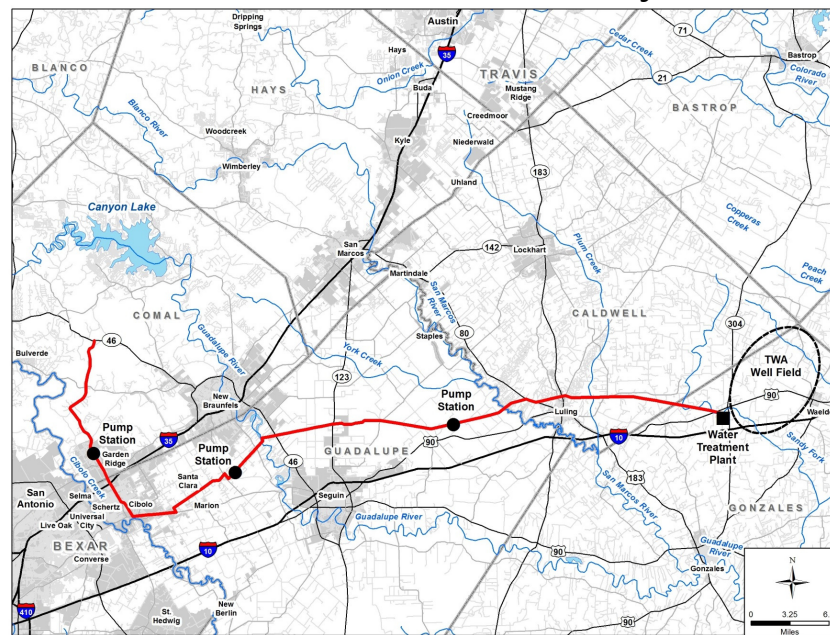 Dripping
Springs
Austin
Hays
35
Onion Creek
TRAVIS
Cedar Creek
71
Bastrop
Colorado
River
21
BLANCO
HAYS
Buda
Mustang
Ridge
Creedmoor
BASTROP
Blanco
River
Woodcreek
Wimberley
Kyle
Niederwald
Uhland
183
Canyon Lake
San
Marcos
142
Lockhart
Plum Creek
Copperas
Creek
Peach
Creek
Martindale
San Marcos
River
COMAL
Guadalupe River
York Creek
Staples
80
CALDWELL
304
TWA
Well Field
46
Bulverde
123
New
Braunfels
Pump
Station
90
Luling
10
Water
Treatment
Plant
Sandy Fork
Pump
Station
35
Garden
Ridge
Pump
Station
46
GUADALUPE
90
183
Cibolo Creek
Santa
Clara
Seguin
San Marcos
River
GONZALES
San
Antonio
Selma
Schertz
Cibolo
Marion
Universal
City
Live Oak
Guadalupe River
Guadalupe
River
BEXAR
Converse
10
90
Gonzales
N
410
St.
Hedwig
New
Berlin
90
0 3.25
Miles